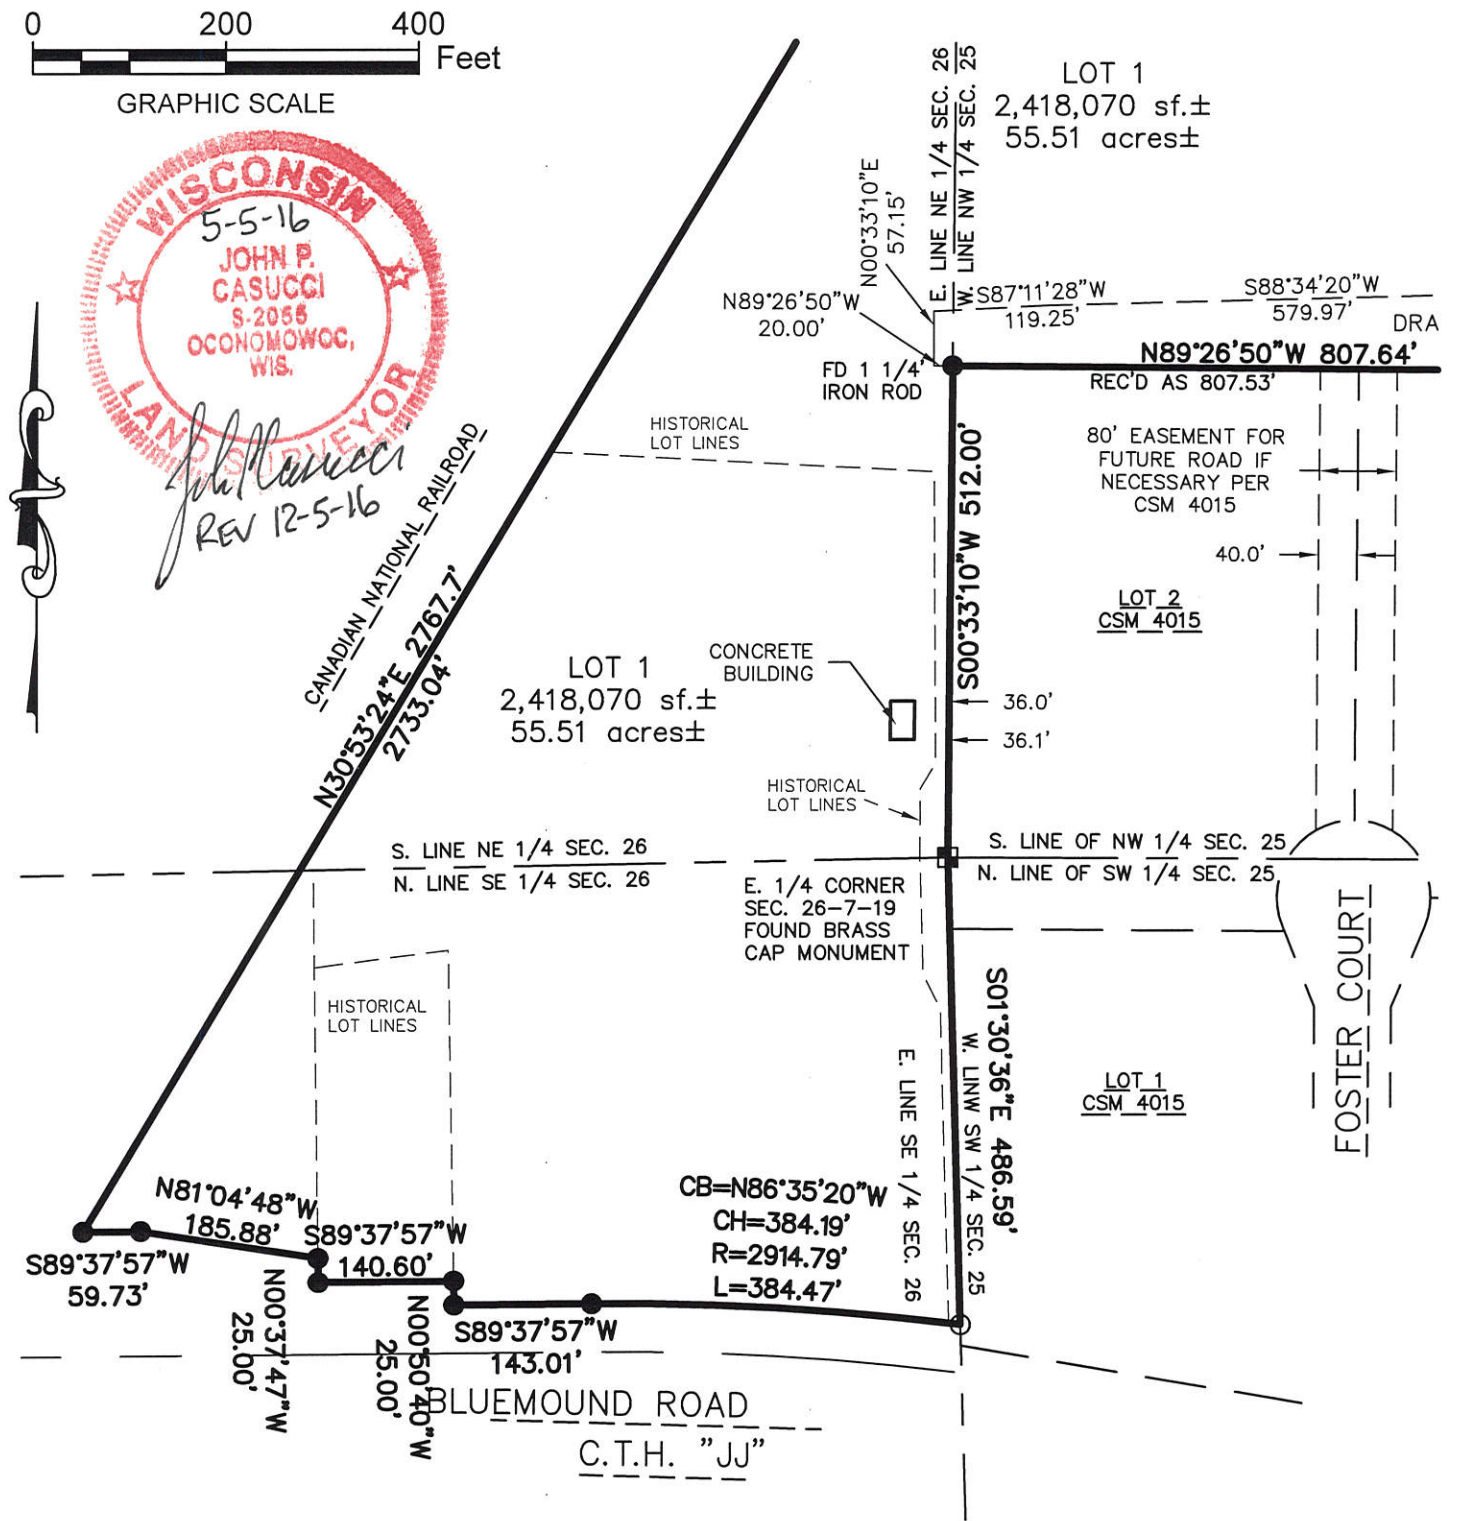 0 200 400
Feet
GRAPHIC SCALE
WISCONSIN
5-5-16
JOHN P.
CASUCCI
S-2055
OCONOMOWOC,
WIS.
LAND SURVEYOR
John P Casucci
REV 12-5-16
E. LINE NE 1/4 SEC. 26
W. LINE NW 1/4 SEC. 25
LOT 1
2,418,070 sf.±
55.51 acres±
N00°33'10"E
57.15'
N89°26'50"W
20.00'
S87°11'28"W
119.25'
S88°34'20"W
579.97'
DRA
FD 1 1/4'
IRON ROD
N89°26'50"W 807.64'
REC'D AS 807.53'
HISTORICAL
LOT LINES
80' EASEMENT FOR
FUTURE ROAD IF
NECESSARY PER
CSM 4015
40.0'
S00°33'10"W 512.00'
CANADIAN NATIONAL RAILROAD
N30°53'24"E 2767.7'
2733.04'
LOT 2
CSM 4015
LOT 1
2,418,070 sf.±
55.51 acres±
CONCRETE
BUILDING
36.0'
36.1'
HISTORICAL
LOT LINES
S. LINE NE 1/4 SEC. 26
N. LINE SE 1/4 SEC. 26
S. LINE OF NW 1/4 SEC. 25
N. LINE OF SW 1/4 SEC. 25
E. 1/4 CORNER
SEC. 26-7-19
FOUND BRASS
CAP MONUMENT
HISTORICAL
LOT LINES
S01°30'36"E 486.59'
W. LINW SW 1/4 SEC. 25
E. LINE SE 1/4 SEC. 26
LOT 1
CSM 4015
FOSTER COURT
N81°04'48"W
185.88'
S89°37'57"W
140.60'
CB=N86°35'20"W
CH=384.19'
R=2914.79'
L=384.47'
S89°37'57"W
59.73'
N00°37'47"W
25.00'
N00°50'40"W
25.00'
S89°37'57"W
143.01'
BLUEMOUND ROAD
C.T.H. "JJ"